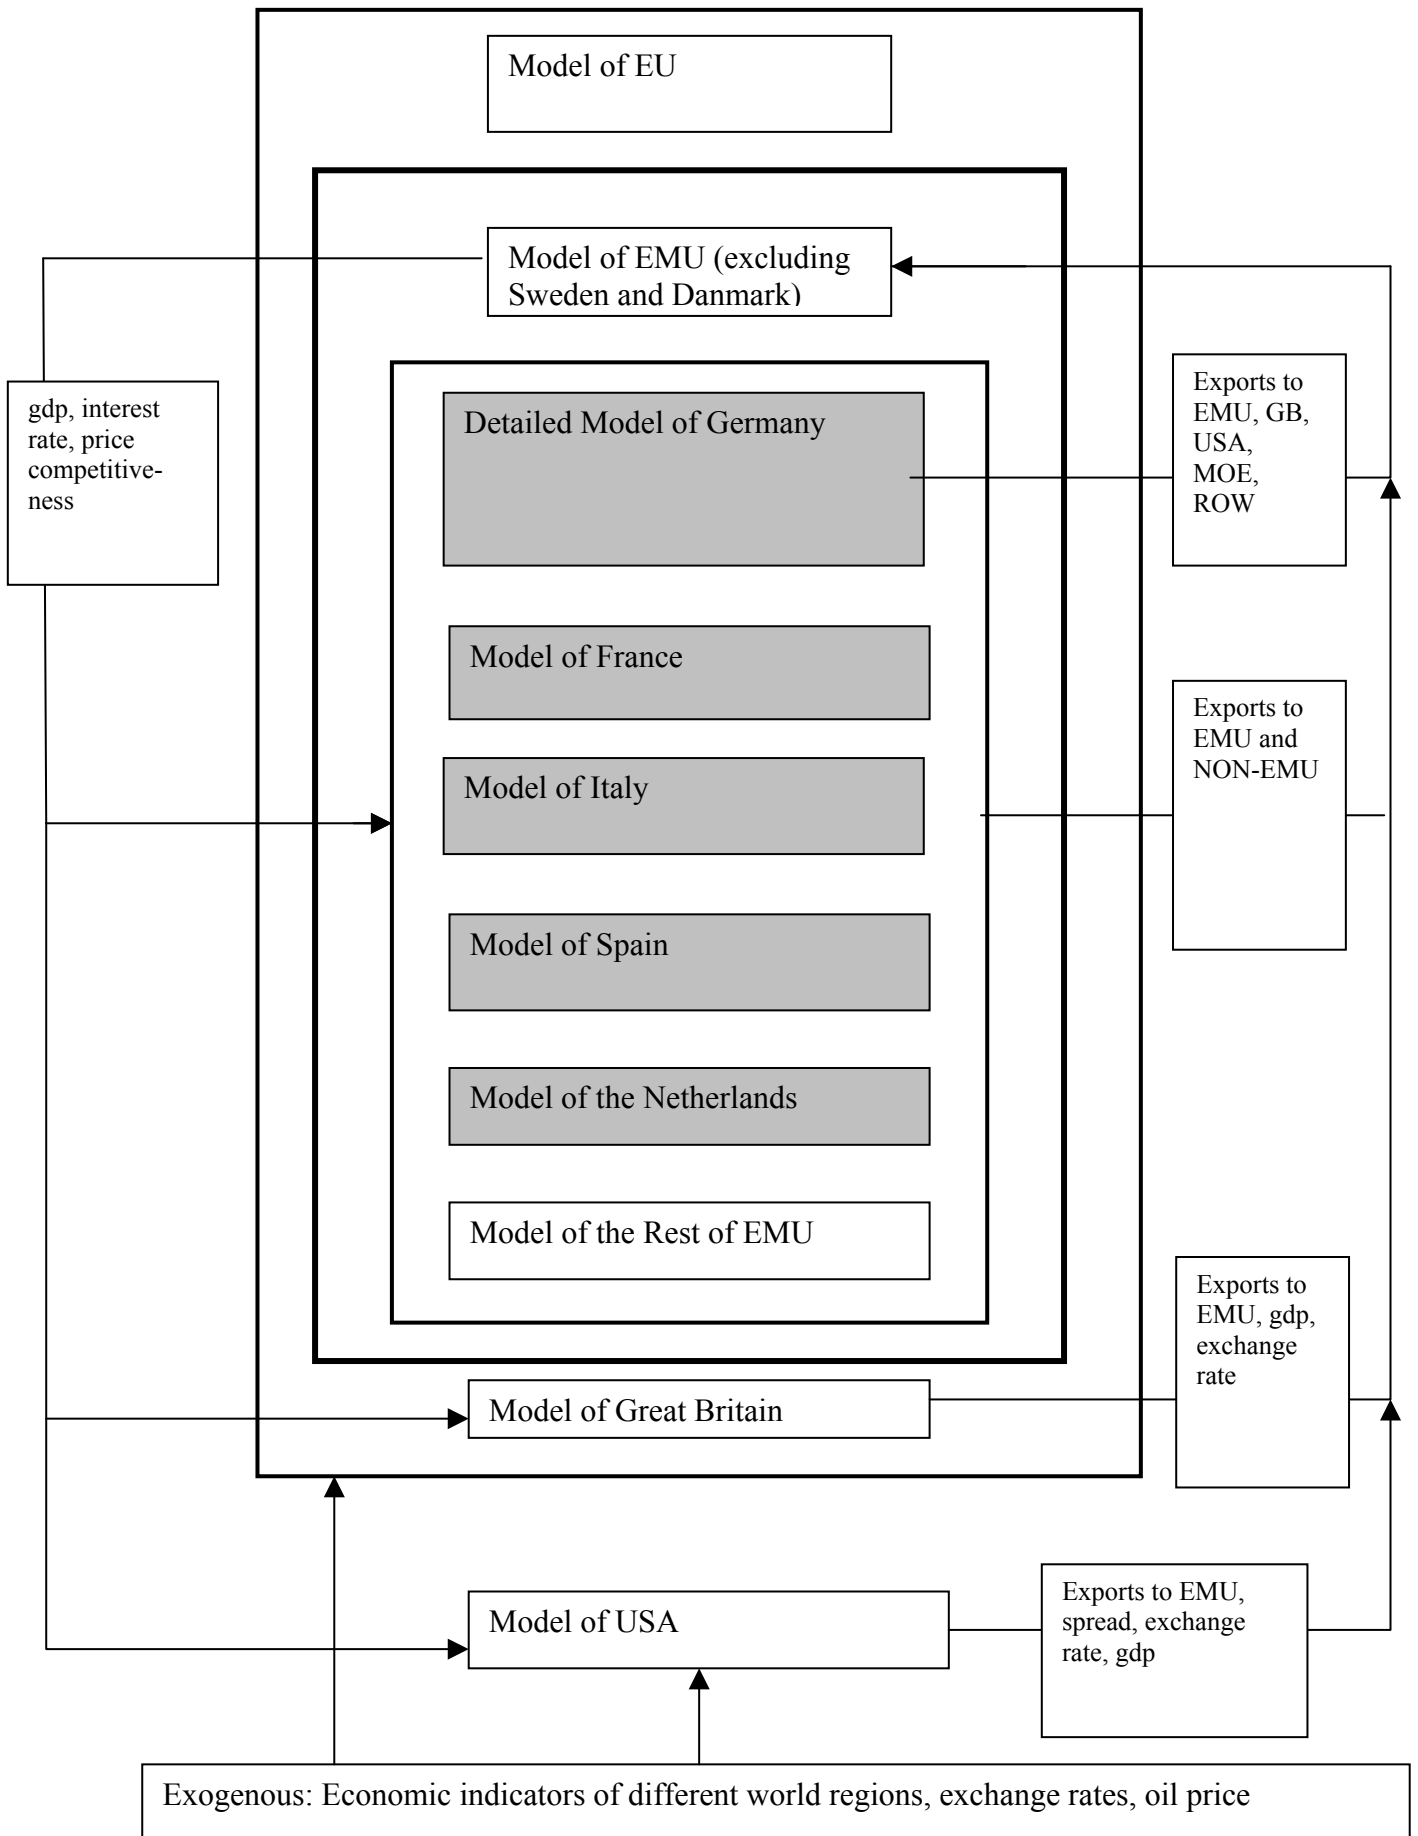 Model of EU
Model of EMU (excluding
Sweden and Danmark)
gdp, interest
rate, price
competitive-
ness
Detailed Model of Germany
Exports to
EMU, GB,
USA,
MOE,
ROW
Model of France
Exports to
EMU and
NON-EMU
Model of Italy
Model of Spain
Model of the Netherlands
Model of the Rest of EMU
Exports to
EMU, gdp,
exchange
rate
Model of Great Britain
Model of USA
Exports to EMU,
spread, exchange
rate, gdp
Exogenous: Economic indicators of different world regions, exchange rates, oil price